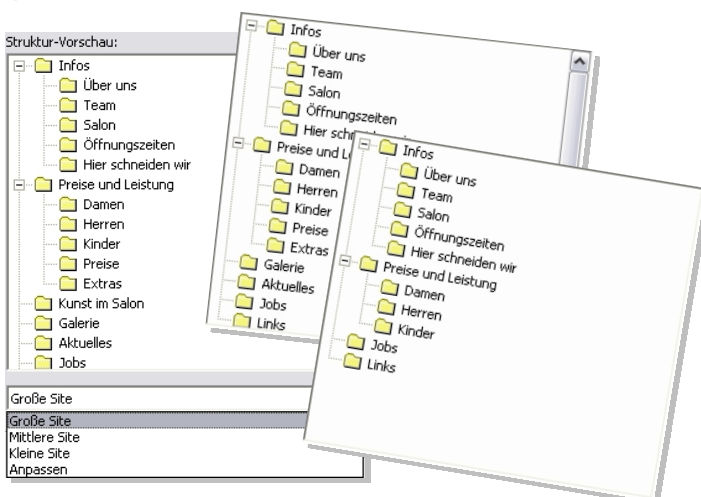 Struktur-Vorschau:
Infos
Über uns
Team
Salon
Öffnungszeiten
Hier schneiden wir
Preise und Leistung
Damen
Herren
Kinder
Preise
Extras
Kunst im Salon
Galerie
Aktuelles
Jobs
Große Site
Große Site
Mittlere Site
Kleine Site
Anpassen
Infos
Über uns
Team
Salon
Öffnungszeiten
Hier
Preise und
Damen
Herren
Kinder
Preise
Extras
Galerie
Aktuelles
Jobs
Links
Infos
Über uns
Team
Salon
Öffnungszeiten
Hier schneiden wir
Preise und Leistung
Damen
Herren
Kinder
Jobs
Links